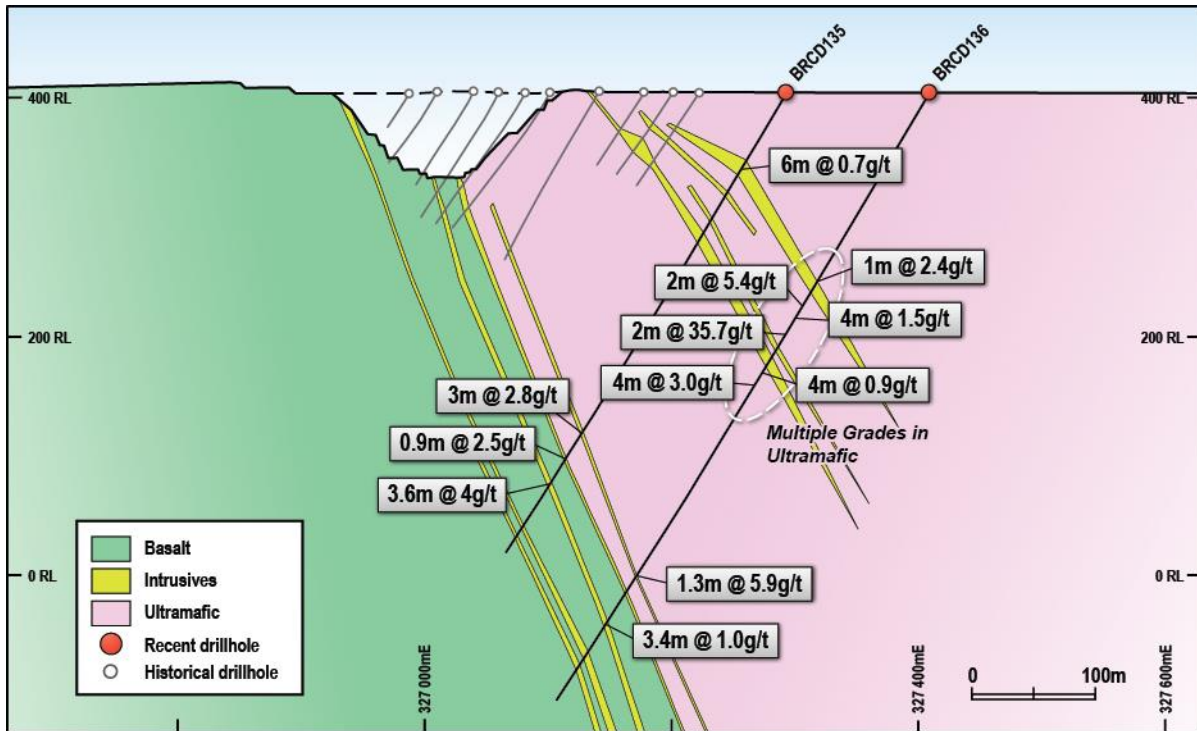 BRCD135
BRCD136
400 RL
400 RL
6m @ 0.7g/t
1m @ 2.4g/t
2m @ 5.4g/t
4m @ 1.5g/t
2m @ 35.7g/t
200 RL
200 RL
4m @ 3.0g/t
4m @ 0.9g/t
3m @ 2.8g/t
Multiple Grades in
Ultramafic
0.9m @ 2.5g/t
3.6m @ 4g/t
Basalt
Intrusives
Ultramafic
Recent drillhole
Historical drillhole
0 RL
0 RL
1.3m @ 5.9g/t
3.4m @ 1.0g/t
327 000mE
327 400mE
327 600mE
0
100m